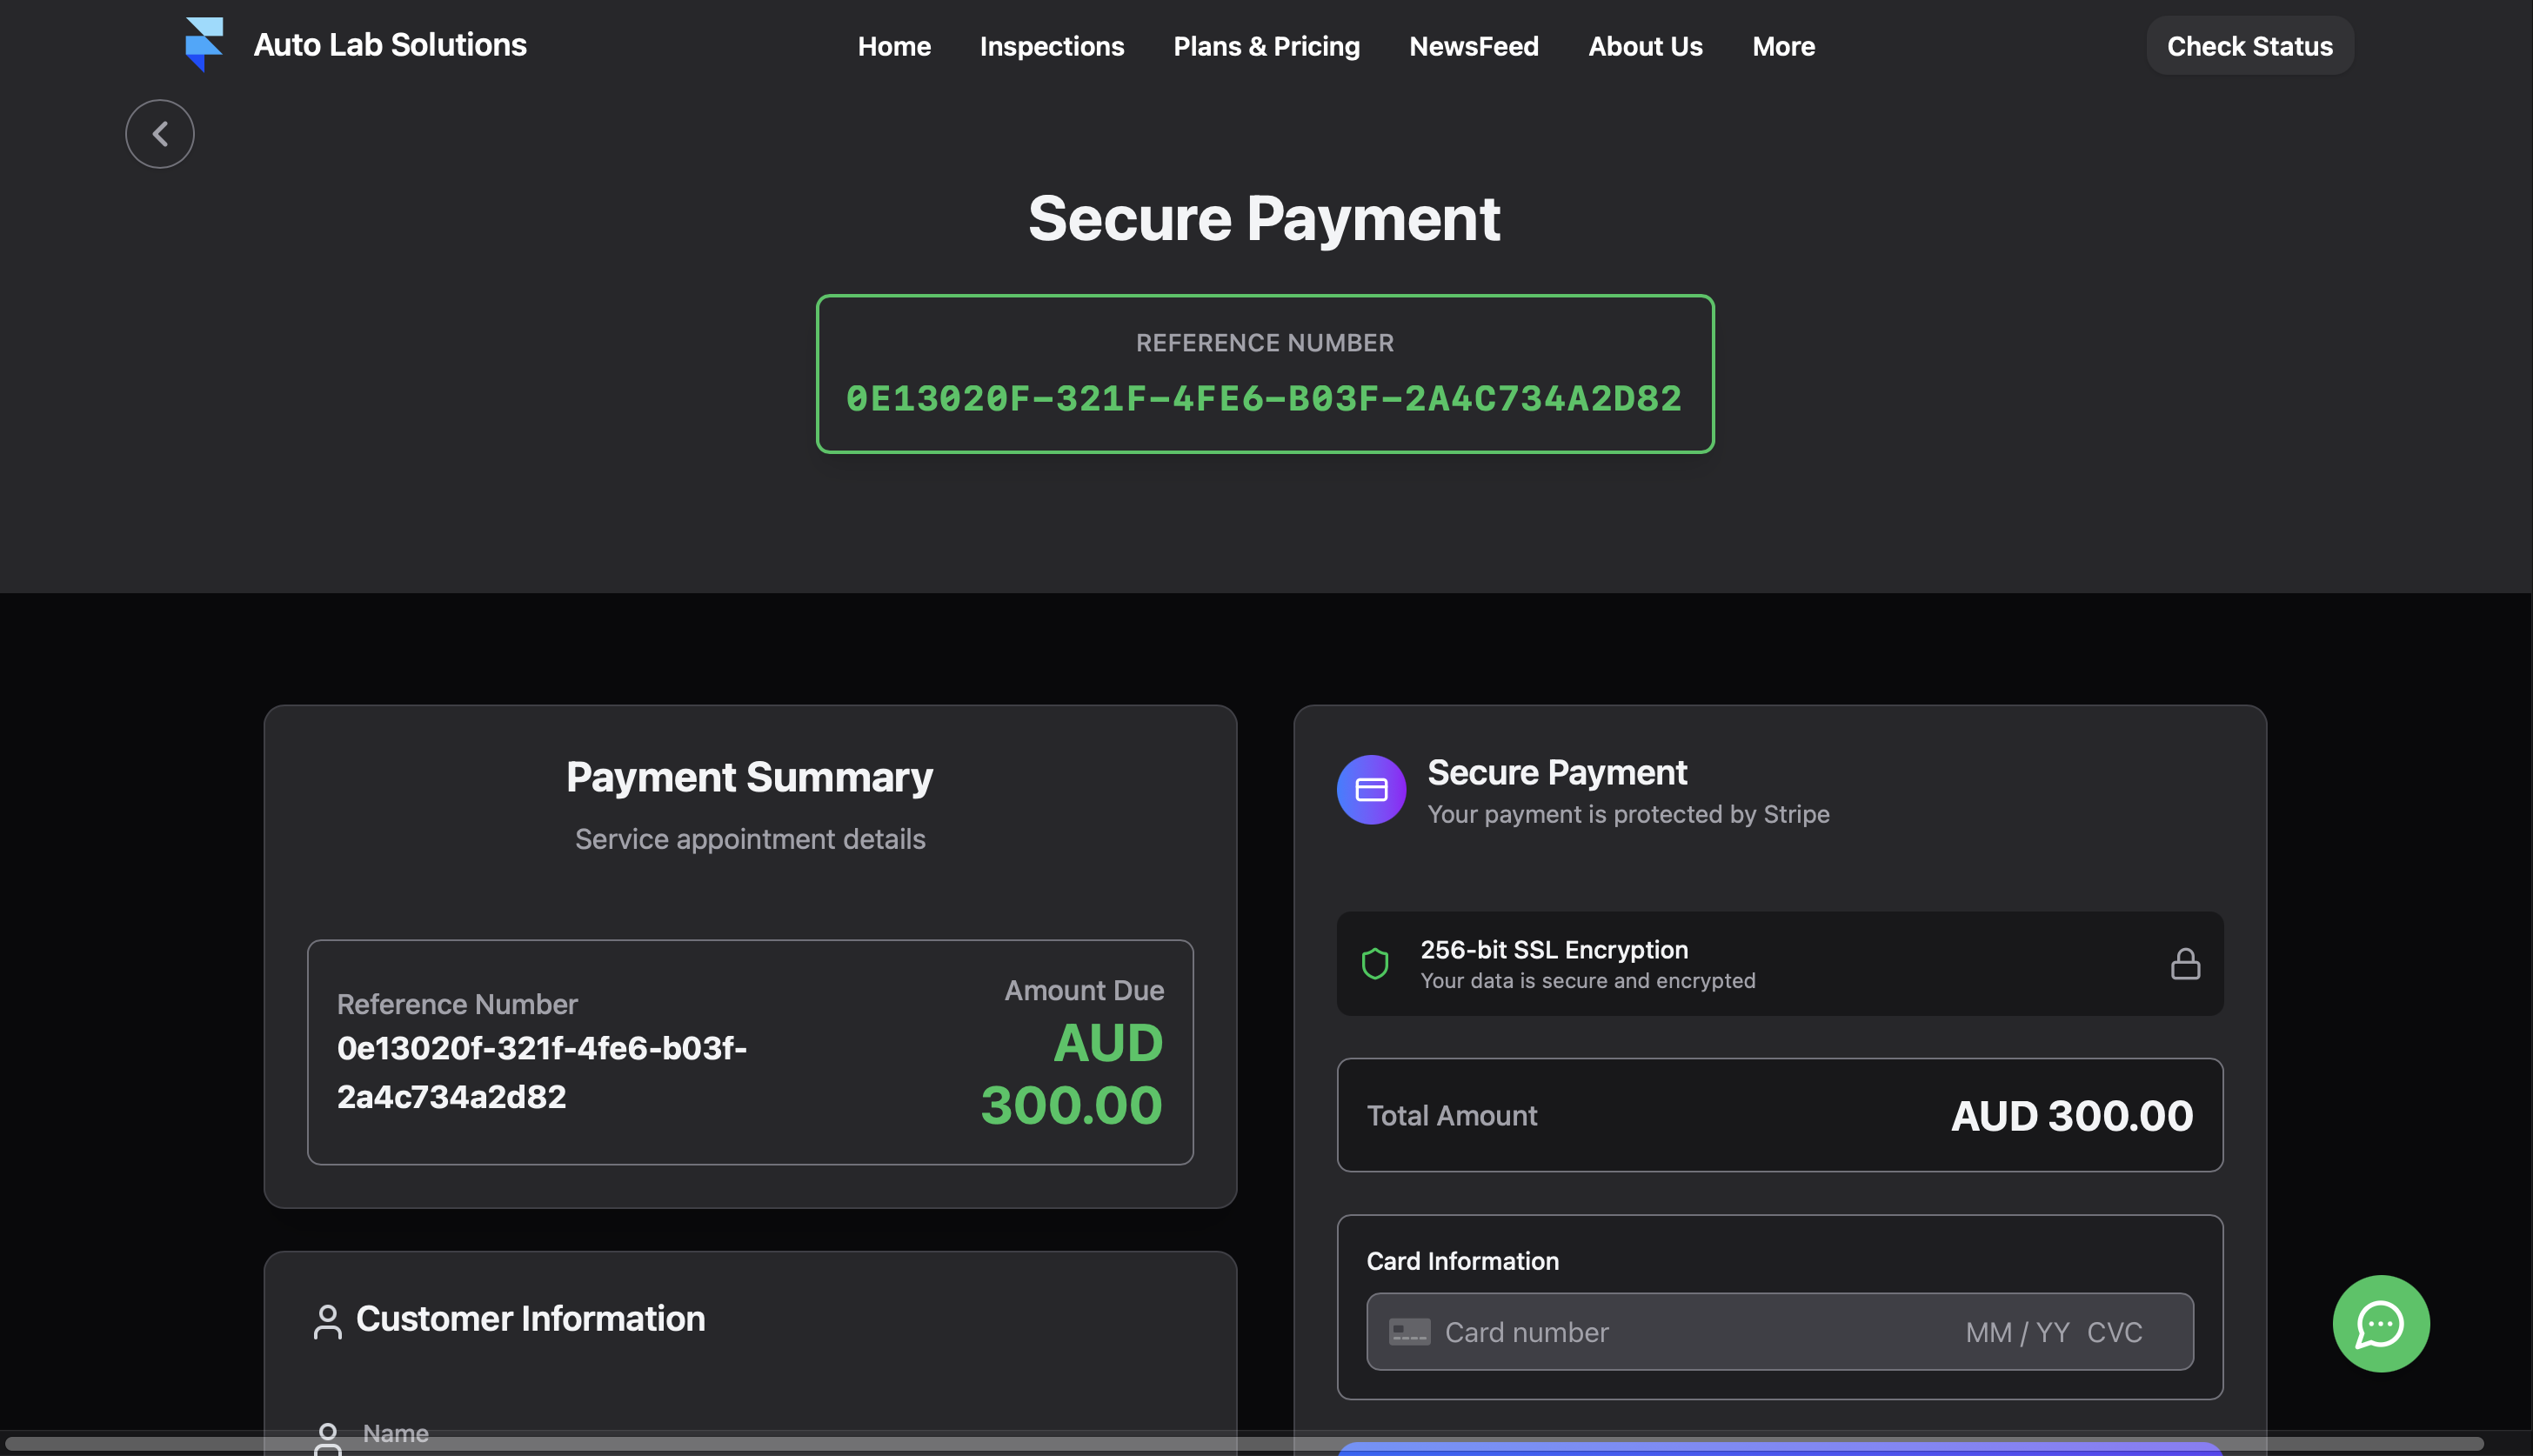 Auto Lab Solutions
Home
Inspections
Plans & Pricing
NewsFeed
About Us
More
Check Status
Secure Payment
REFERENCE NUMBER
0E13020F-321F-4FE6-B03F-2A4C734A2D82
Payment Summary
Service appointment details
Reference Number
0e13020f-321f-4fe6-b03f-
2a4c734a2d82
Amount Due
AUD
300.00
Customer Information
Name
Secure Payment
Your payment is protected by Stripe
256-bit SSL Encryption
Your data is secure and encrypted
Total Amount
AUD 300.00
Card Information
Card number
MM / YY CVC